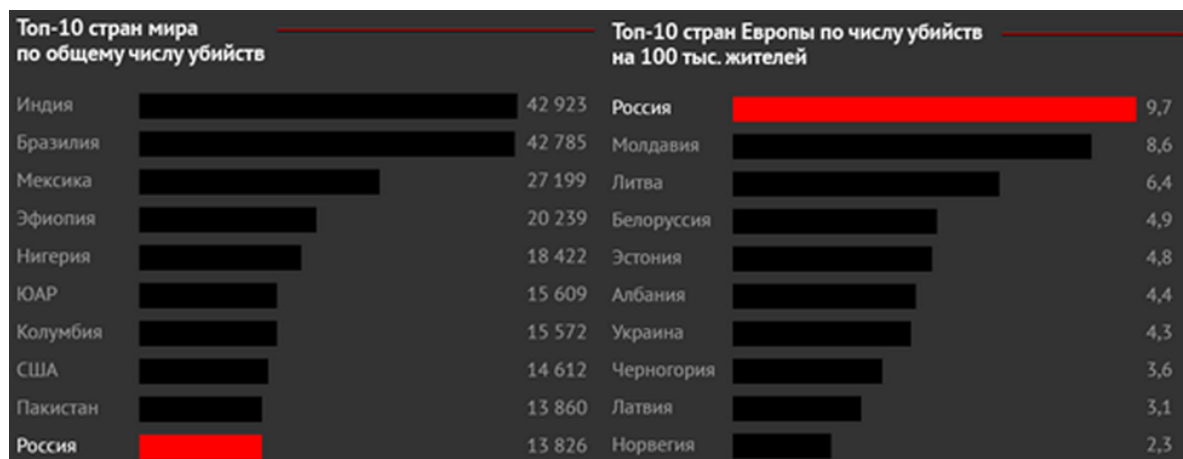 Топ-10 стран мира
по общему числу убийств
Индия 42 923
Бразилия 42 785
Мексика 27 199
Эфиопия 20 239
Нигерия 18 422
ЮАР 15 609
Колумбия 15 572
США 14 612
Пакистан 13 860
Россия 13 826
Топ-10 стран Европы по числу убийств
на 100 тыс. жителей
Россия 9,7
Молдавия 8,6
Литва 6,4
Белоруссия 4,9
Эстония 4,8
Албания 4,4
Украина 4,3
Черногория 3,6
Латвия 3,1
Норвегия 2,3